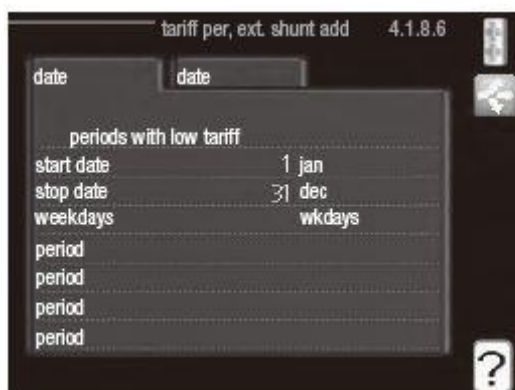 tariff per, ext. shunt add 4.1.8.6
date date
periods with low tariff
start date 1 jan
stop date 31 dec
weekdays wkdays
period
period
period
period
?